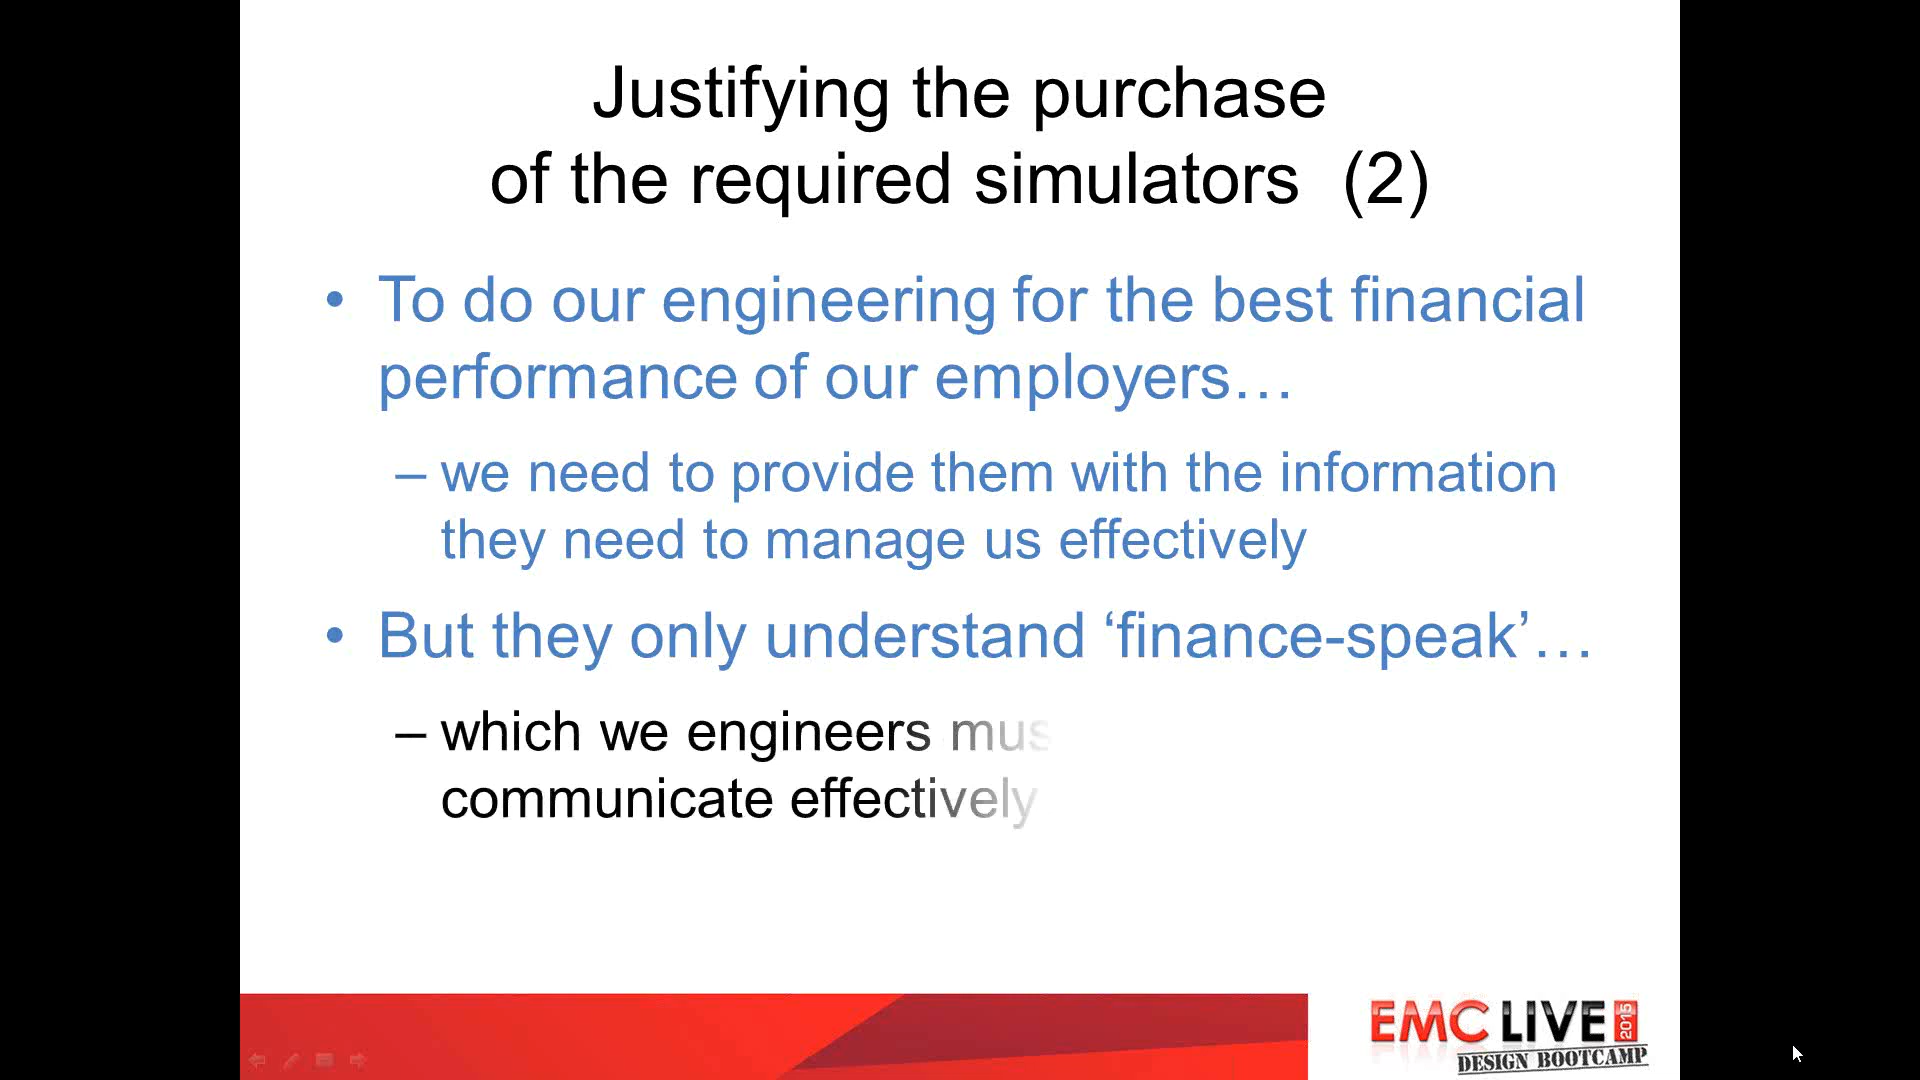 Justifying the purchase
of the required simulators (2)
• To do our engineering for the best financial
performance of our employers…
– we need to provide them with the information
they need to manage us effectively
• But they only understand ‘finance-speak’…
– which we engineers
communicate effectively
EMC LIVE 2015
DESIGN BOOTCAMP